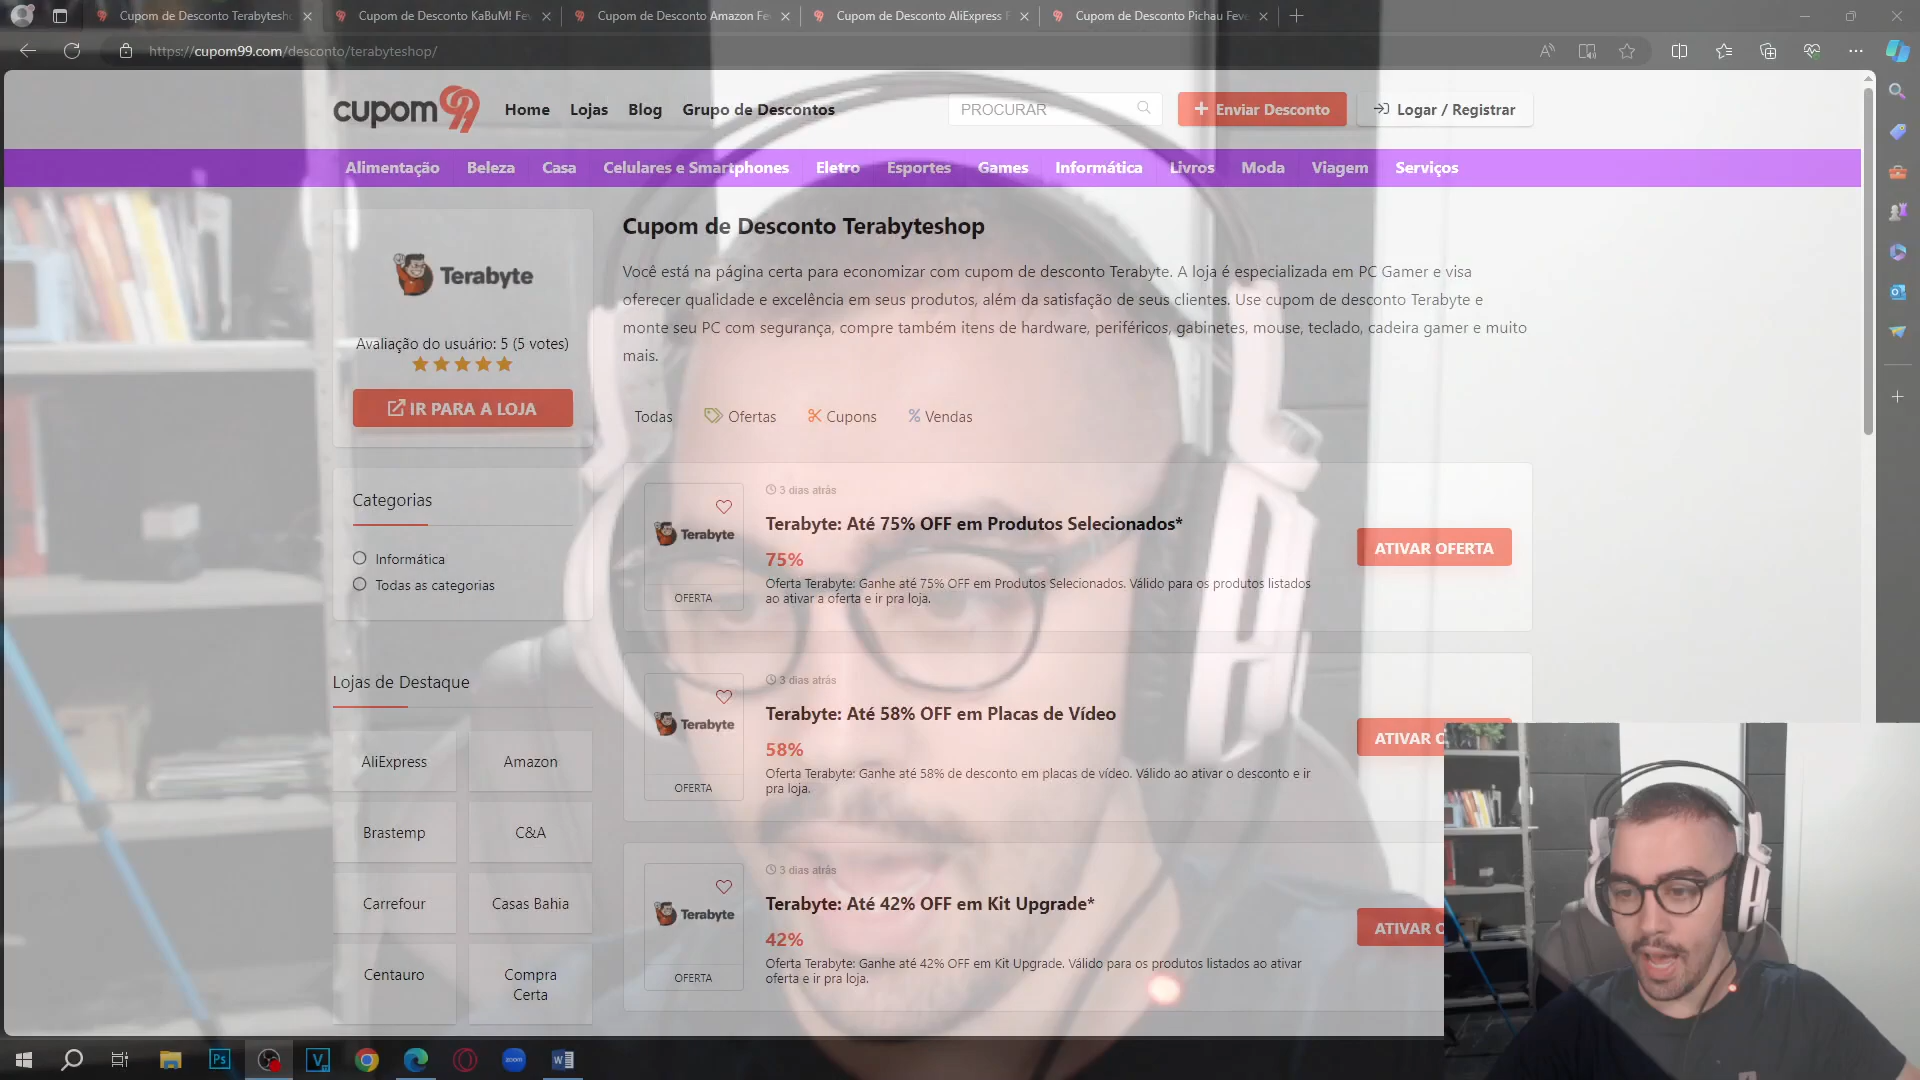 Cupom de Desconto Terabytesh
Cupom de Desconto KaBuM! Fev
Cupom de Desconto Amazon Fe
Cupom de Desconto AliExpress F
Cupom de Desconto Pichau Feve
https://cupom99.com/desconto/terabyteshop/
cupom99
Home
Lojas
Blog
Grupo de Descontos
PROCURAR
Enviar Desconto
Logar / Registrar
Alimentação
Beleza
Casa
Celulares e Smartphones
Eletro
Esportes
Games
Informática
Livros
Moda
Viagem
Serviços
Terabyte
Avaliação do usuário: 5 (5 votes)
IR PARA A LOJA
Categorias
Informática
Todas as categorias
Lojas de Destaque
AliExpress
Amazon
Brastemp
C&A
Carrefour
Casas Bahia
Centauro
Compra
Certa
Cupom de Desconto Terabyteshop
Você está na página certa para economizar com cupom de desconto Terabyte. A loja é especializada em PC Gamer e visa
oferecer qualidade e excelência em seus produtos, além da satisfação de seus clientes. Use cupom de desconto Terabyte e
monte seu PC com segurança, compre também itens de hardware, periféricos, gabinetes, mouse, teclado, cadeira gamer e muito
mais.
Todas
Ofertas
Cupons
Vendas
Terabyte
OFERTA
3 dias atrás
Terabyte: Até 75% OFF em Produtos Selecionados*
75%
Oferta Terabyte: Ganhe até 75% OFF em Produtos Selecionados. Válido para os produtos listados
ao ativar a oferta e ir pra loja.
ATIVAR OFERTA
Terabyte
OFERTA
3 dias atrás
Terabyte: Até 58% OFF em Placas de Vídeo
58%
Oferta Terabyte: Ganhe até 58% de desconto em placas de vídeo. Válido ao ativar o desconto e ir
pra loja.
ATIVAR O
Terabyte
OFERTA
3 dias atrás
Terabyte: Até 42% OFF em Kit Upgrade*
42%
Oferta Terabyte: Ganhe até 42% OFF em Kit Upgrade. Válido para os produtos listados ao ativar
oferta e ir pra loja.
ATIVAR O
Ps
V
zoom
W